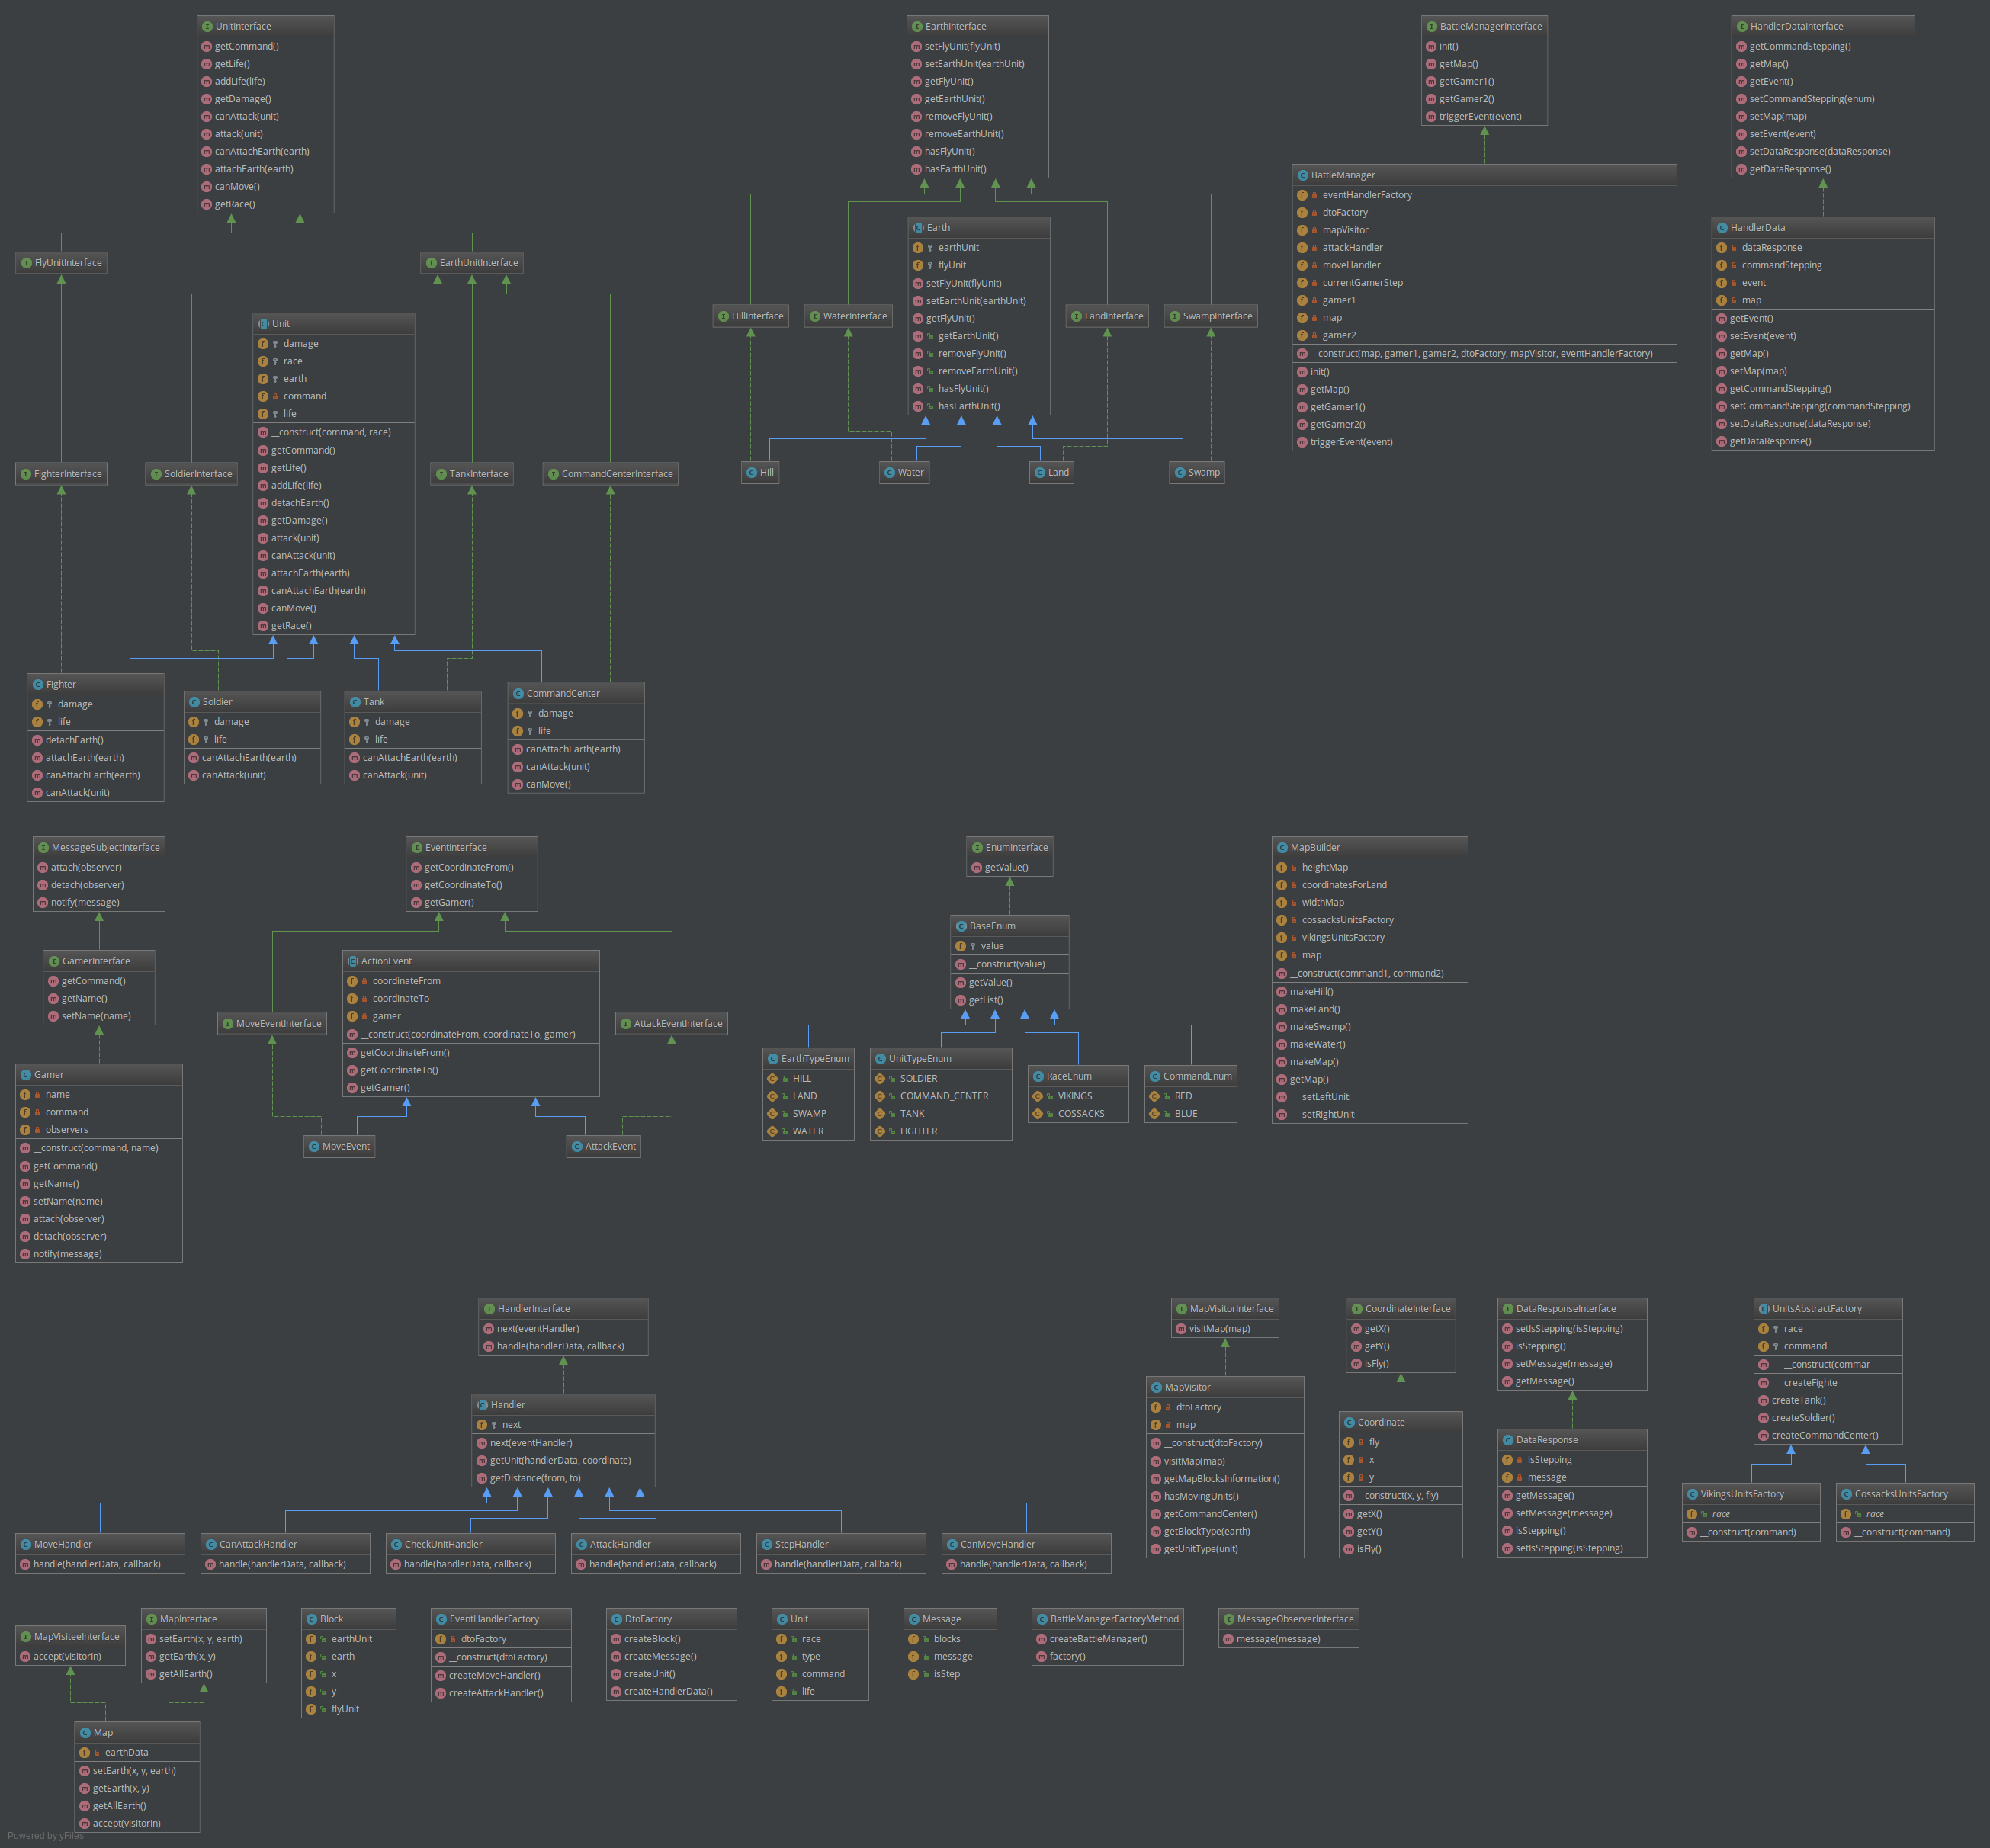 UnitInterface
getCommand()
getLife()
addLife(life)
getDamage()
canAttack(unit)
attack(unit)
canAttachEarth(earth)
attachEarth(earth)
canMove()
getRace()
FlyUnitInterface
EarthUnitInterface
Unit
damage
race
earth
command
life
__construct(command, race)
getCommand()
getLife()
addLife(life)
detachEarth()
getDamage()
attack(unit)
canAttack(unit)
attachEarth(earth)
canAttachEarth(earth)
canMove()
getRace()
FighterInterface
SoldierInterface
TankInterface
CommandCenterInterface
Fighter
damage
life
detachEarth()
attachEarth(earth)
canAttachEarth(earth)
canAttack(unit)
Soldier
damage
life
canAttachEarth(earth)
canAttack(unit)
Tank
damage
life
canAttachEarth(earth)
canAttack(unit)
CommandCenter
damage
life
canAttachEarth(earth)
canAttack(unit)
canMove()
EarthInterface
setFlyUnit(flyUnit)
setEarthUnit(earthUnit)
getFlyUnit()
getEarthUnit()
removeFlyUnit()
removeEarthUnit()
hasFlyUnit()
hasEarthUnit()
Earth
earthUnit
flyUnit
setFlyUnit(flyUnit)
setEarthUnit(earthUnit)
getFlyUnit()
getEarthUnit()
removeFlyUnit()
removeEarthUnit()
hasFlyUnit()
hasEarthUnit()
HillInterface
WaterInterface
LandInterface
SwampInterface
Hill
Water
Land
Swamp
BattleManagerInterface
init()
getMap()
getGamer1()
getGamer2()
triggerEvent(event)
BattleManager
eventHandlerFactory
dtoFactory
mapVisitor
attackHandler
moveHandler
currentGamerStep
gamer1
map
gamer2
__construct(map, gamer1, gamer2, dtoFactory, mapVisitor, eventHandlerFactory)
init()
getMap()
getGamer1()
getGamer2()
triggerEvent(event)
HandlerDataInterface
getCommandStepping()
getMap()
getEvent()
setCommandStepping(enum)
setMap(map)
setEvent(event)
setDataResponse(dataResponse)
getDataResponse()
HandlerData
dataResponse
commandStepping
event
map
getEvent()
setEvent(event)
getMap()
setMap(map)
getCommandStepping()
setCommandStepping(commandStepping)
setDataResponse(dataResponse)
getDataResponse()
MessageSubjectInterface
attach(observer)
detach(observer)
notify(message)
GamerInterface
getCommand()
getName()
setName(name)
Gamer
name
command
observers
__construct(command, name)
getCommand()
getName()
setName(name)
attach(observer)
detach(observer)
notify(message)
EventInterface
getCoordinateFrom()
getCoordinateTo()
getGamer()
ActionEvent
coordinateFrom
coordinateTo
gamer
__construct(coordinateFrom, coordinateTo, gamer)
getCoordinateFrom()
getCoordinateTo()
getGamer()
MoveEventInterface
AttackEventInterface
MoveEvent
AttackEvent
EnumInterface
getValue()
BaseEnum
value
__construct(value)
getValue()
getList()
EarthTypeEnum
HILL
LAND
SWAMP
WATER
UnitTypeEnum
SOLDIER
COMMAND_CENTER
TANK
FIGHTER
RaceEnum
VIKINGS
COSSACKS
CommandEnum
RED
BLUE
MapBuilder
heightMap
coordinatesForLand
widthMap
cossacksUnitsFactory
vikingsUnitsFactory
map
__construct(command1, command2)
makeHill()
makeLand()
makeSwamp()
makeWater()
makeMap()
getMap()
setLeftUnit
setRightUnit
HandlerInterface
next(eventHandler)
handle(handlerData, callback)
Handler
next
next(eventHandler)
getUnit(handlerData, coordinate)
getDistance(from, to)
MoveHandler
handle(handlerData, callback)
CanAttackHandler
handle(handlerData, callback)
CheckUnitHandler
handle(handlerData, callback)
AttackHandler
handle(handlerData, callback)
StepHandler
handle(handlerData, callback)
CanMoveHandler
handle(handlerData, callback)
MapVisitorInterface
visitMap(map)
MapVisitor
dtoFactory
map
__construct(dtoFactory)
visitMap(map)
getMapBlocksInformation()
hasMovingUnits()
getCommandCenter()
getBlockType(earth)
getUnitType(unit)
CoordinateInterface
getX()
getY()
isFly()
Coordinate
fly
x
y
__construct(x, y, fly)
getX()
getY()
isFly()
DataResponseInterface
setIsStepping(isStepping)
isStepping()
setMessage(message)
getMessage()
DataResponse
isStepping
message
getMessage()
setMessage(message)
isStepping()
setIsStepping(isStepping)
UnitsAbstractFactory
race
command
__construct(commar
createFighte
createTank()
createSoldier()
createCommandCenter()
VikingsUnitsFactory
race
__construct(command)
CossacksUnitsFactory
race
__construct(command)
MapVisiteeInterface
accept(visitorIn)
MapInterface
setEarth(x, y, earth)
getEarth(x, y)
getAllEarth()
Map
earthData
setEarth(x, y, earth)
getEarth(x, y)
getAllEarth()
accept(visitorIn)
Block
earthUnit
earth
x
y
flyUnit
EventHandlerFactory
dtoFactory
__construct(dtoFactory)
createMoveHandler()
createAttackHandler()
DtoFactory
createBlock()
createMessage()
createUnit()
createHandlerData()
Unit
race
type
command
life
Message
blocks
message
isStep
BattleManagerFactoryMethod
createBattleManager()
factory()
MessageObserverInterface
message(message)
Powered by yFiles